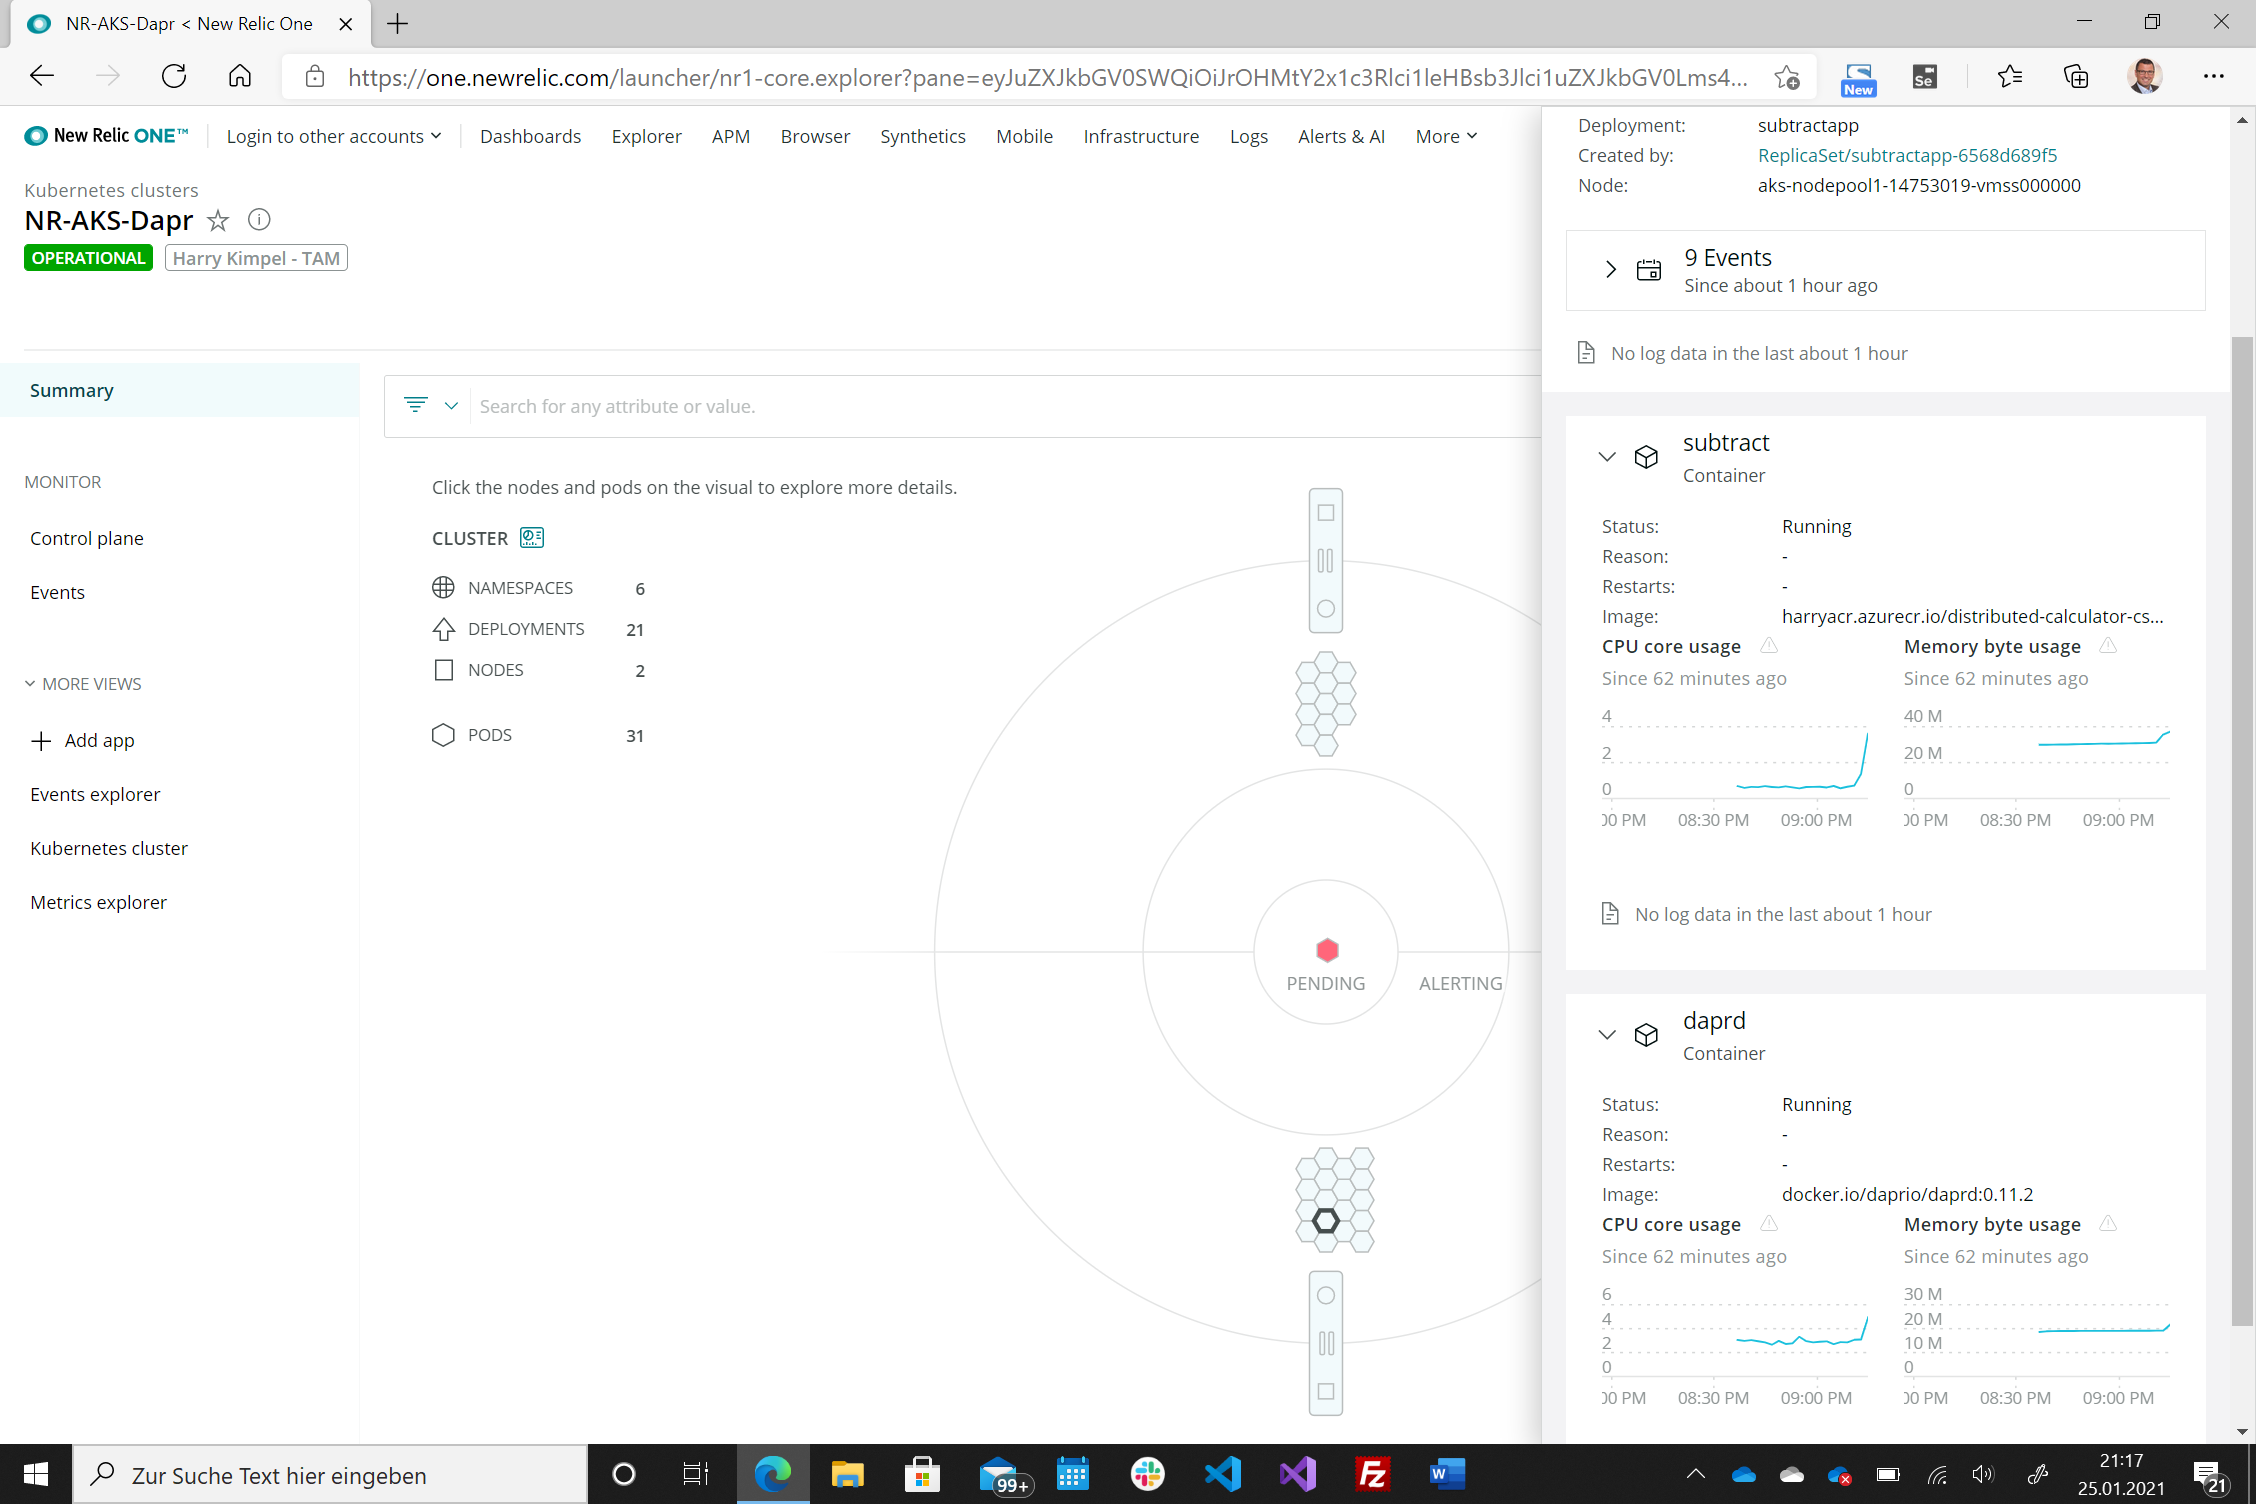 NR-AKS-Dapr < New Relic One
https://one.newrelic.com/launcher/nr1-core.explorer?pane=eyJuZXJkbGV0SWQiOiJrOHMtY2x1c3Rlci1leHBsb3Jlci1uZXJkbGV0Lms4...
New
Se
New Relic ONE™
Login to other accounts
Dashboards
Explorer
APM
Browser
Synthetics
Mobile
Infrastructure
Logs
Alerts & AI
More
Kubernetes clusters
NR-AKS-Dapr
OPERATIONAL
Harry Kimpel - TAM
Summary
MONITOR
Control plane
Events
MORE VIEWS
Add app
Events explorer
Kubernetes cluster
Metrics explorer
Search for any attribute or value.
Click the nodes and pods on the visual to explore more details.
CLUSTER
NAMESPACES 6
DEPLOYMENTS 21
NODES 2
PODS 31
PENDING
ALERTING
Deployment: subtractapp
Created by: ReplicaSet/subtractapp-6568d689f5
Node: aks-nodepool1-14753019-vmss000000
9 Events
Since about 1 hour ago
No log data in the last about 1 hour
subtract
Container
Status: Running
Reason: -
Restarts: -
Image: harryacr.azurecr.io/distributed-calculator-cs...
CPU core usage
Since 62 minutes ago
4
2
0
00 PM 08:30 PM 09:00 PM
Memory byte usage
Since 62 minutes ago
40 M
20 M
0
00 PM 08:30 PM 09:00 PM
No log data in the last about 1 hour
daprd
Container
Status: Running
Reason: -
Restarts: -
Image: docker.io/daprio/daprd:0.11.2
CPU core usage
Since 62 minutes ago
6
4
2
0
00 PM 08:30 PM 09:00 PM
Memory byte usage
Since 62 minutes ago
30 M
20 M
10 M
0
00 PM 08:30 PM 09:00 PM
Zur Suche Text hier eingeben
99+
Fz
W
21:17
25.01.2021
21